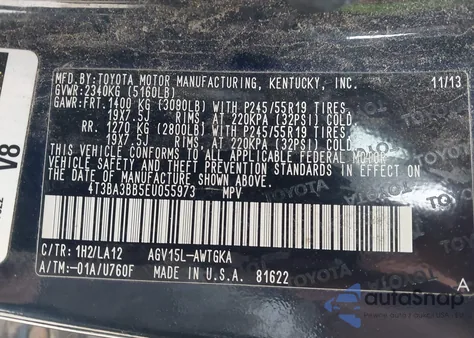 MFD.BY:TOYOTA MOTOR MANUFACTURING, KENTUCKY, INC. 11/13
GVWR:2340KG (5160LB)
GAWR:FRT. 1400 KG (3090LB) WITH P245/55R19 TIRES,
19X7.5J RIMS, AT 220KPA (32PSI) COLD,
RR. 1270 KG (2800LB) WITH P245/55R19 TIRES,
19X7.5J RIMS, AT 220KPA (32PSI) COLD.
THIS VEHICLE CONFORMS TO ALL APPLICABLE FEDERAL MOTOR
VEHICLE SAFETY AND BUMPER STANDARDS IN EFFECT ON
THE DATE OF MANUFACTURE SHOWN ABOVE.
4T3BA3BB5EU055973 MPV
C/TR:1H2/LA12 AGV15L-AWTGKA
A/TM:-01A/U760F MADE IN U.S.A. 81622
A
V8
TOYOTA
autoSnap